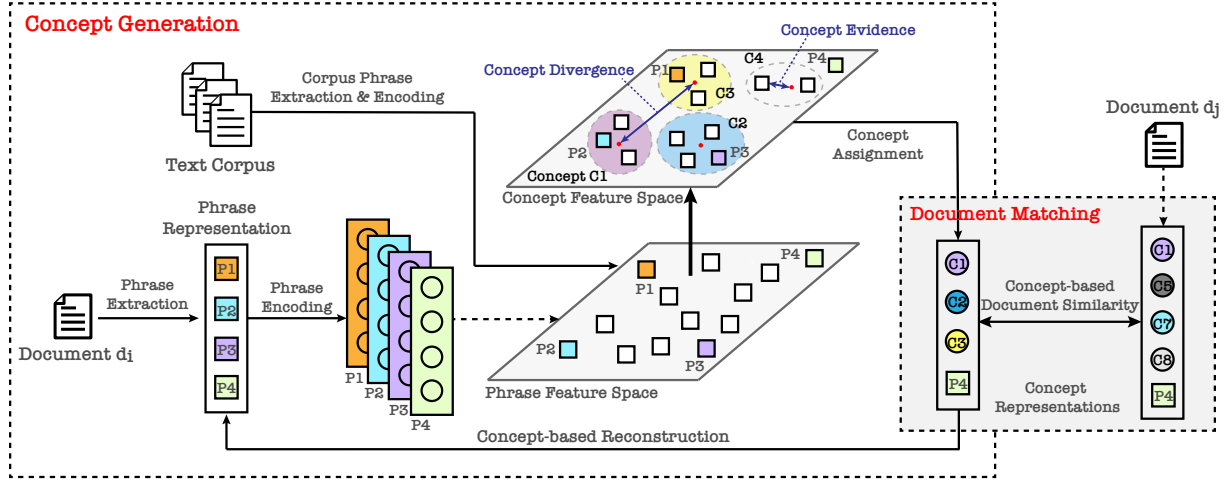 Concept Generation
Text Corpus
Corpus Phrase
Extraction & Encoding
Concept Divergence
Concept Evidence
P1
C3
C4
P4
P2
C2
P3
Concept C1
Concept Feature Space
Concept
Assignment
Document dj
Phrase
Representation
P1
P2
P3
P4
Phrase
Extraction
Document di
Phrase
Encoding
P1
P2
P3
P4
P1
P4
P2
P3
Phrase Feature Space
Document Matching
C1
C2
C3
P4
Concept-based
Document Similarity
C1
C5
C7
C8
P4
Concept
Representations
Concept-based Reconstruction